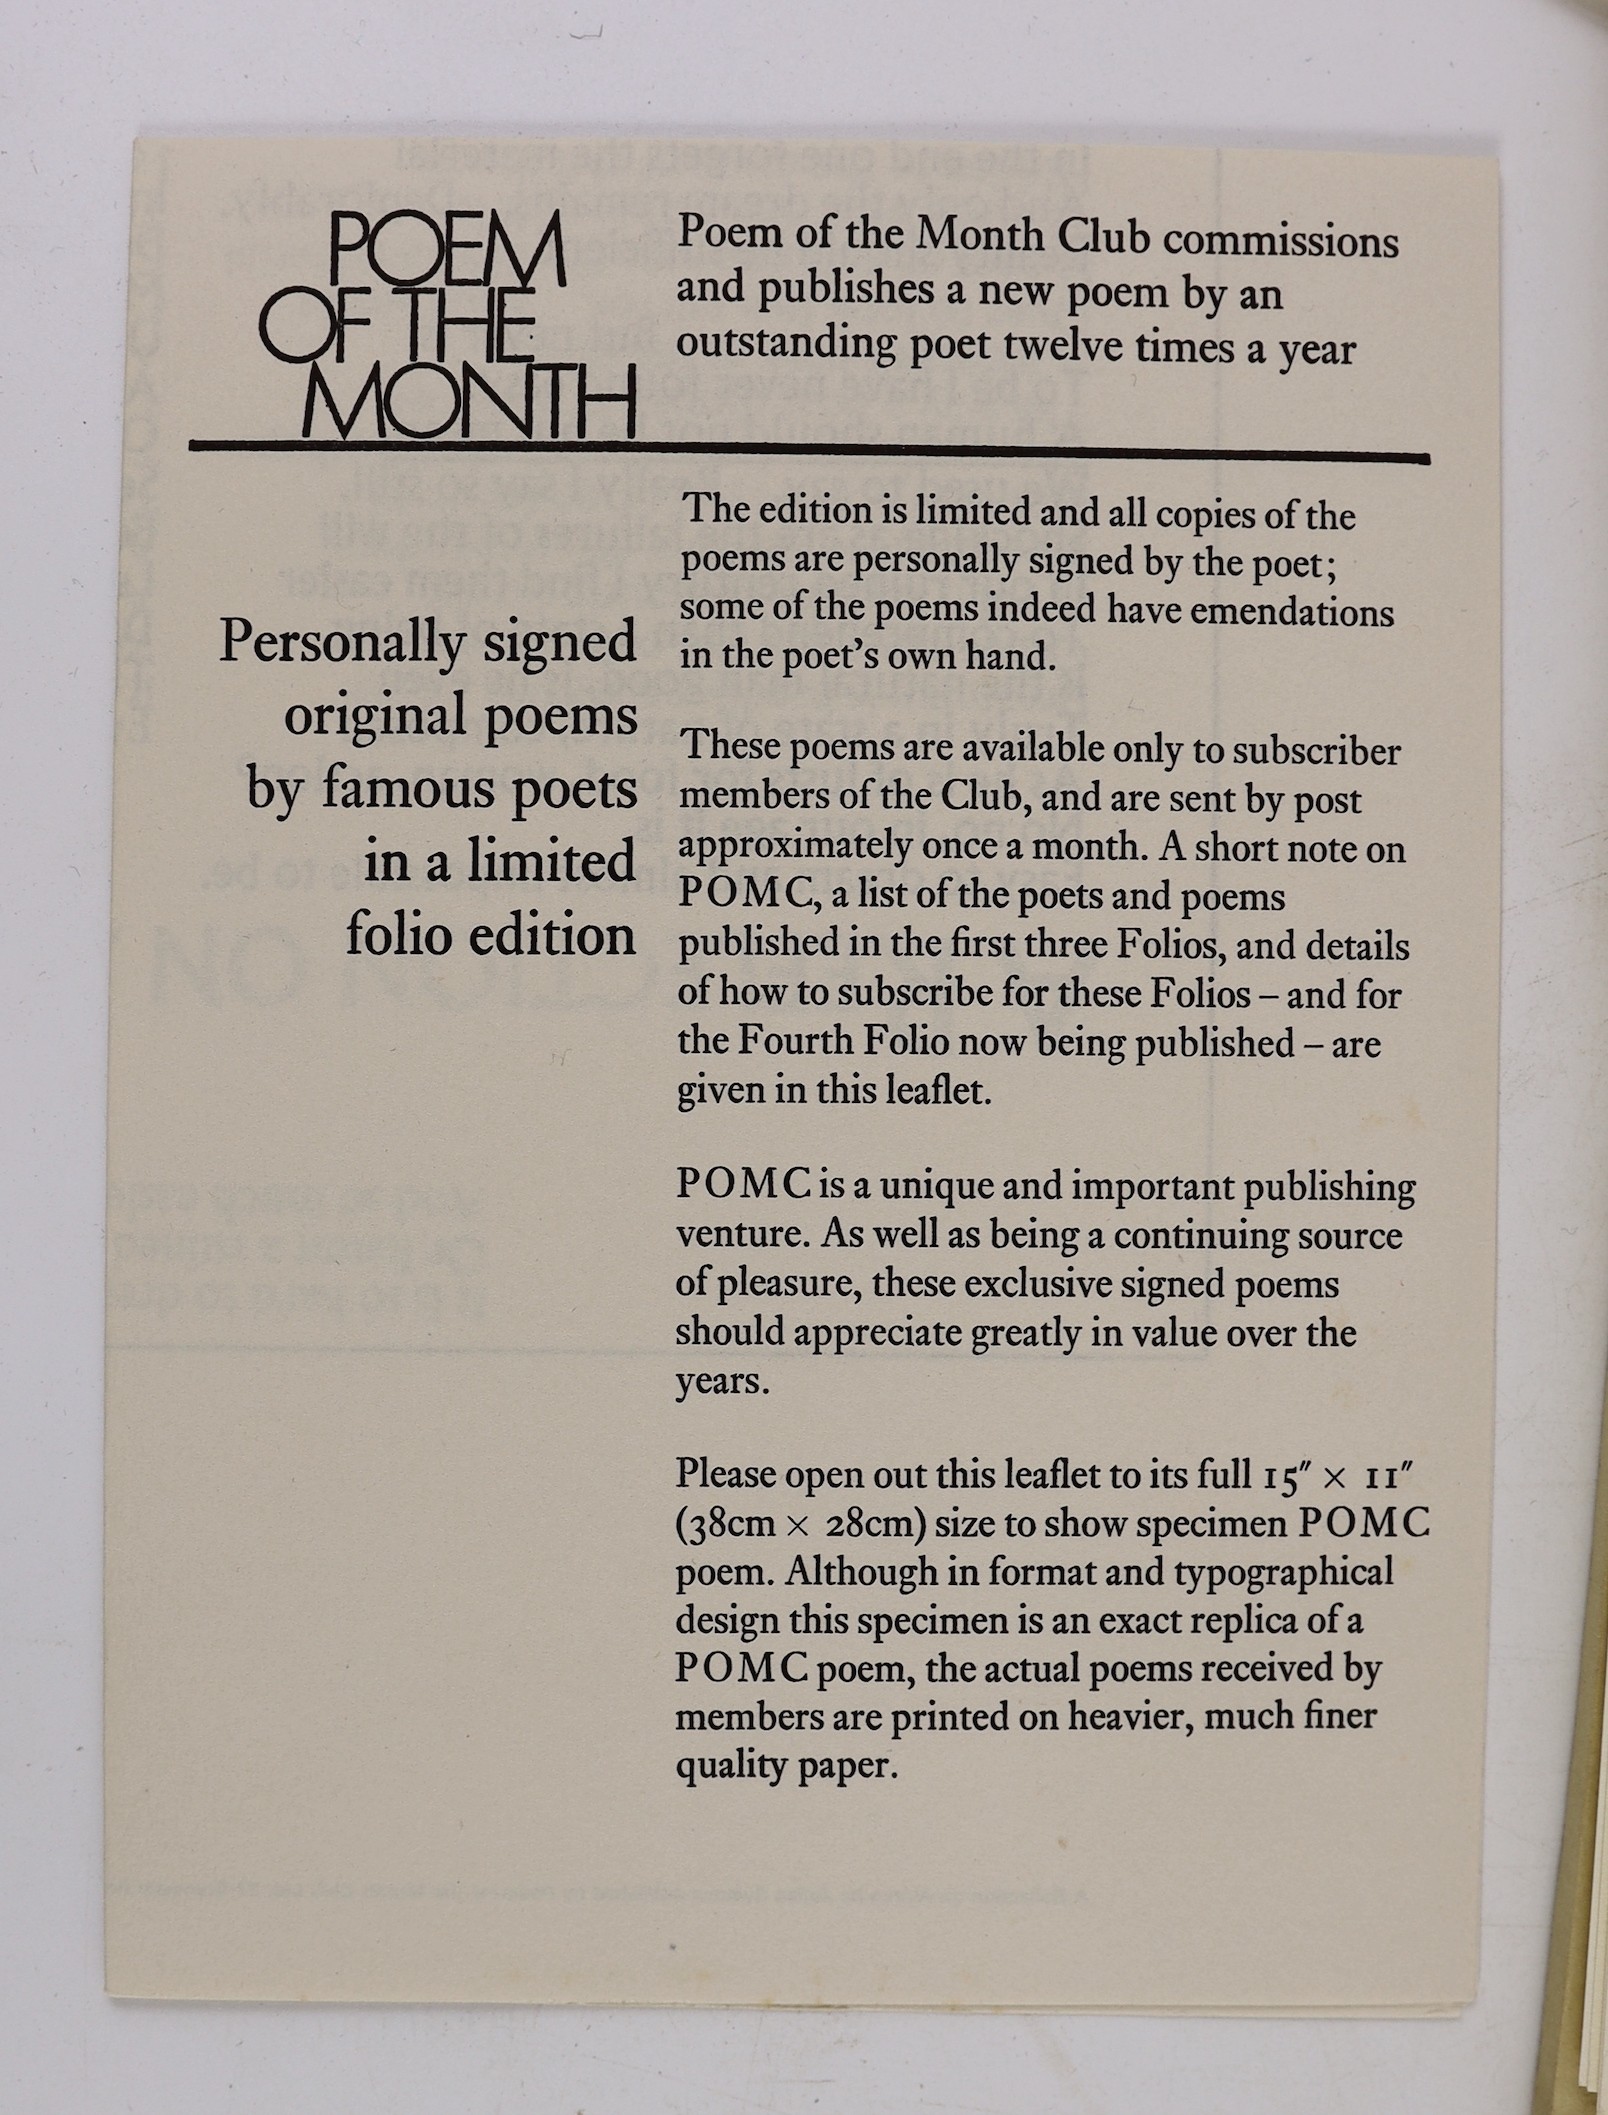 POEM
OF THE
MONTH
Poem of the Month Club commissions
and publishes a new poem by an
outstanding poet twelve times a year
Personally signed
original poems
by famous poets
in a limited
folio edition
The edition is limited and all copies of the
poems are personally signed by the poet;
some of the poems indeed have emendations
in the poet's own hand.
These poems are available only to subscriber
members of the Club, and are sent by post
approximately once a month. A short note on
POMC, a list of the poets and poems
published in the first three Folios, and details
of how to subscribe for these Folios – and for
the Fourth Folio now being published – are
given in this leaflet.
POMC is a unique and important publishing
venture. As well as being a continuing source
of pleasure, these exclusive signed poems
should appreciate greatly in value over the
years.
Please open out this leaflet to its full 15″ × 11″
(38cm × 28cm) size to show specimen POMC
poem. Although in format and typographical
design this specimen is an exact replica of a
POMC poem, the actual poems received by
members are printed on heavier, much finer
quality paper.